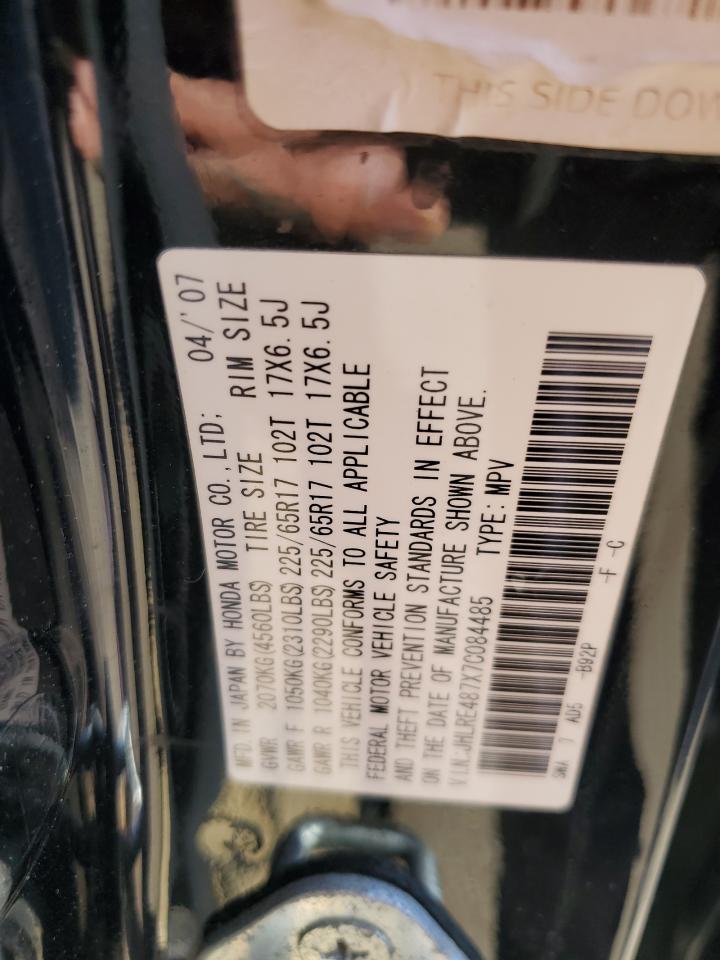 THIS SIDE DOW
MFD IN JAPAN BY HONDA MOTOR CO.,LTD; 04/'07
GVWR 2070KG(4560LBS) TIRE SIZE RIM SIZE
GAWR F 1050KG(2310LBS) 225/65R17 102T 17X6.5J
GAWR R 1040KG(2290LBS) 225/65R17 102T 17X6.5J
THIS VEHICLE CONFORMS TO ALL APPLICABLE
FEDERAL MOTOR VEHICLE SAFETY
AND THEFT PREVENTION STANDARDS IN EFFECT
ON THE DATE OF MANUFACTURE SHOWN ABOVE.
V.I.N.JHLRE487X7C084485 TYPE: MPV
SWA 7 AD5 -B92P -F -C